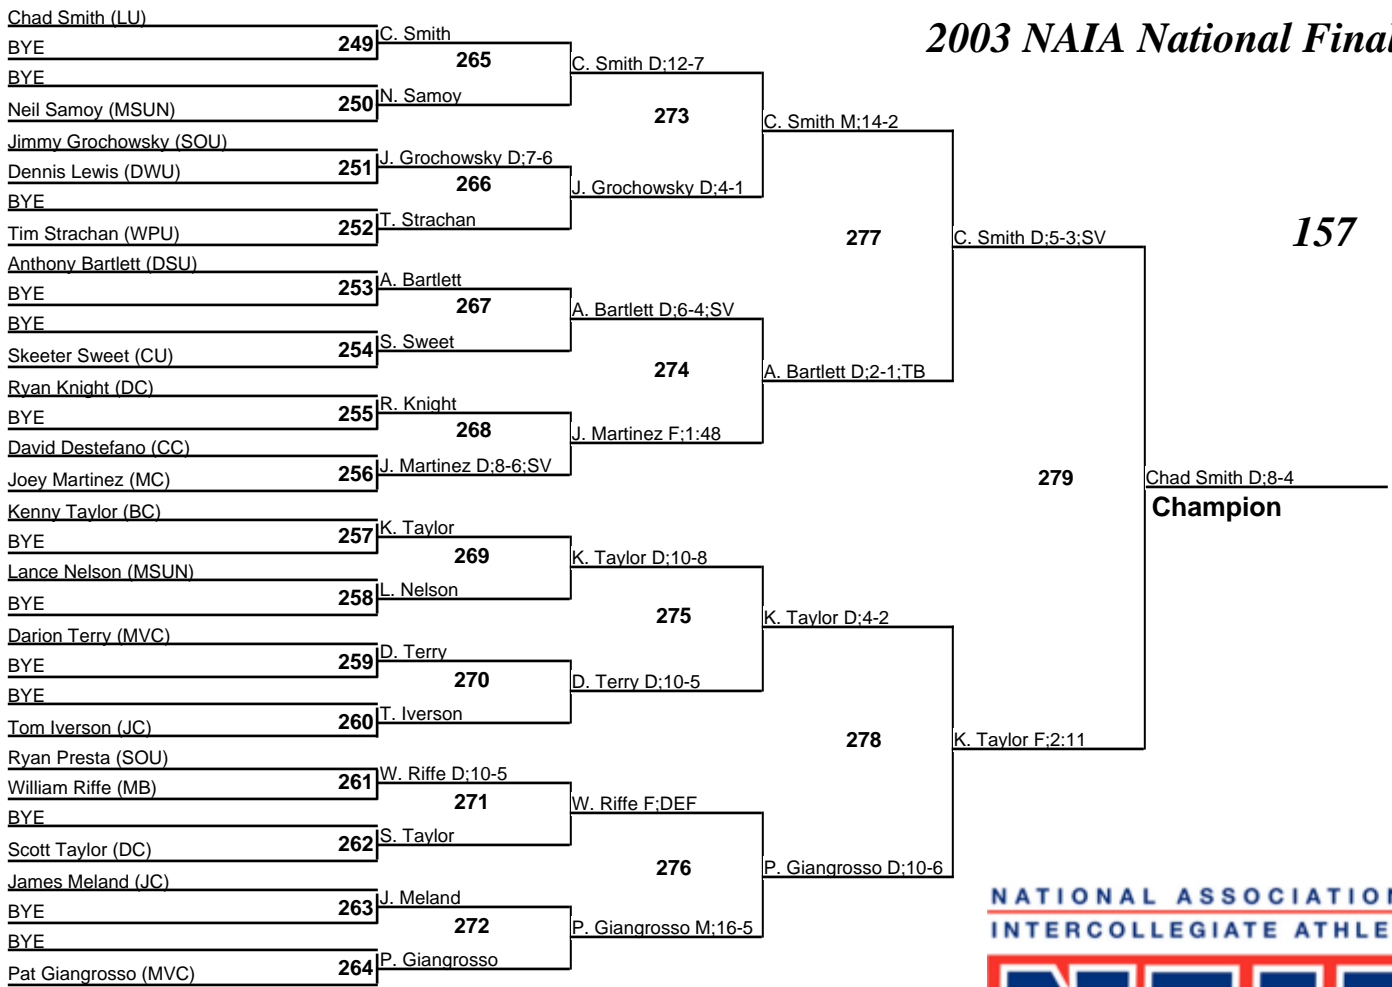 2003 NAIA National Final
157
Chad Smith (LU)
BYE
BYE
Neil Samoy (MSUN)
Jimmy Grochowsky (SOU)
Dennis Lewis (DWU)
BYE
Tim Strachan (WPU)
Anthony Bartlett (DSU)
BYE
BYE
Skeeter Sweet (CU)
Ryan Knight (DC)
BYE
David Destefano (CC)
Joey Martinez (MC)
Kenny Taylor (BC)
BYE
Lance Nelson (MSUN)
BYE
Darion Terry (MVC)
BYE
BYE
Tom Iverson (JC)
Ryan Presta (SOU)
William Riffe (MB)
BYE
Scott Taylor (DC)
James Meland (JC)
BYE
BYE
Pat Giangrosso (MVC)
249
250
251
252
253
254
255
256
257
258
259
260
261
262
263
264
C. Smith
N. Samoy
J. Grochowsky D;7-6
T. Strachan
A. Bartlett
S. Sweet
R. Knight
J. Martinez D;8-6;SV
K. Taylor
L. Nelson
D. Terry
T. Iverson
W. Riffe D;10-5
S. Taylor
J. Meland
P. Giangrosso
265
266
267
268
269
270
271
272
C. Smith D;12-7
J. Grochowsky D;4-1
A. Bartlett D;6-4;SV
J. Martinez F;1:48
K. Taylor D;10-8
D. Terry D;10-5
W. Riffe F;DEF
P. Giangrosso M;16-5
273
274
275
276
C. Smith M;14-2
A. Bartlett D;2-1;TB
K. Taylor D;4-2
P. Giangrosso D;10-6
277
278
C. Smith D;5-3;SV
K. Taylor F;2:11
279
Chad Smith D;8-4
Champion
NATIONAL ASSOCIATION
INTERCOLLEGIATE ATHLE